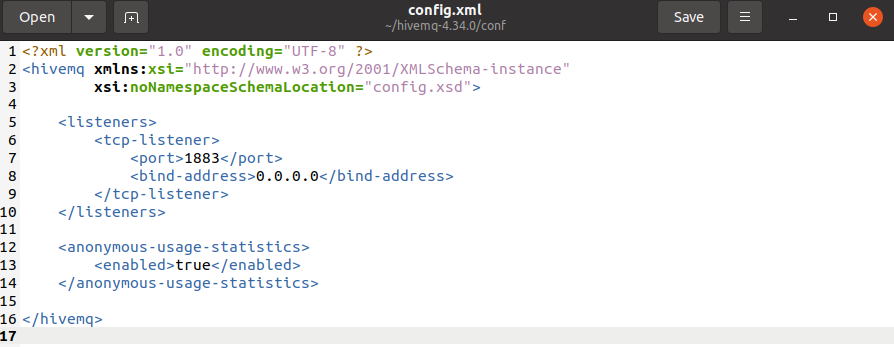 Open
config.xml
~/hivemq-4.34.0/conf
Save
1 <?xml version="1.0" encoding="UTF-8" ?>
2 <hivemq xmlns:xsi="http://www.w3.org/2001/XMLSchema-instance"
3         xsi:noNamespaceSchemaLocation="config.xsd">
4
5     <listeners>
6         <tcp-listener>
7             <port>1883</port>
8             <bind-address>0.0.0.0</bind-address>
9         </tcp-listener>
10     </listeners>
11
12     <anonymous-usage-statistics>
13         <enabled>true</enabled>
14     </anonymous-usage-statistics>
15
16 </hivemq>
17